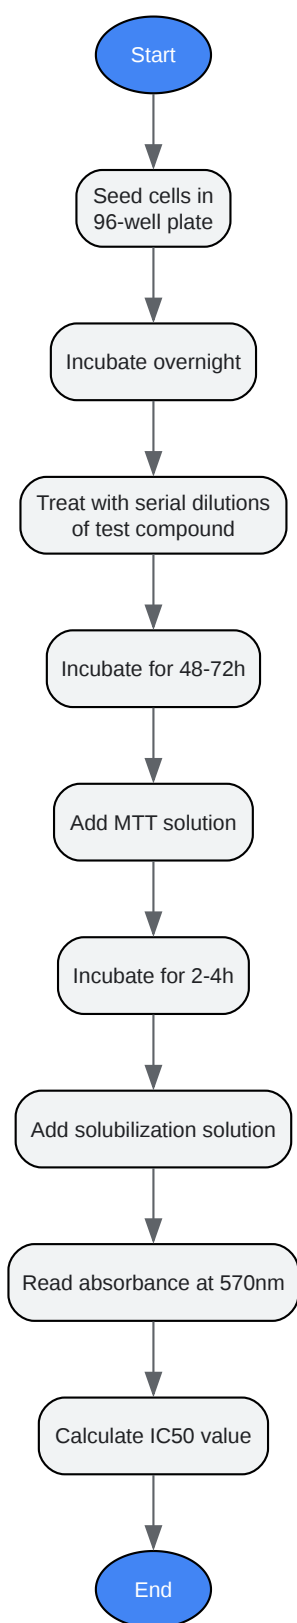 Start
Seed cells in
96-well plate
Incubate overnight
Treat with serial dilutions
of test compound
Incubate for 48-72h
Add MTT solution
Incubate for 2-4h
Add solubilization solution
Read absorbance at 570nm
Calculate IC50 value
End